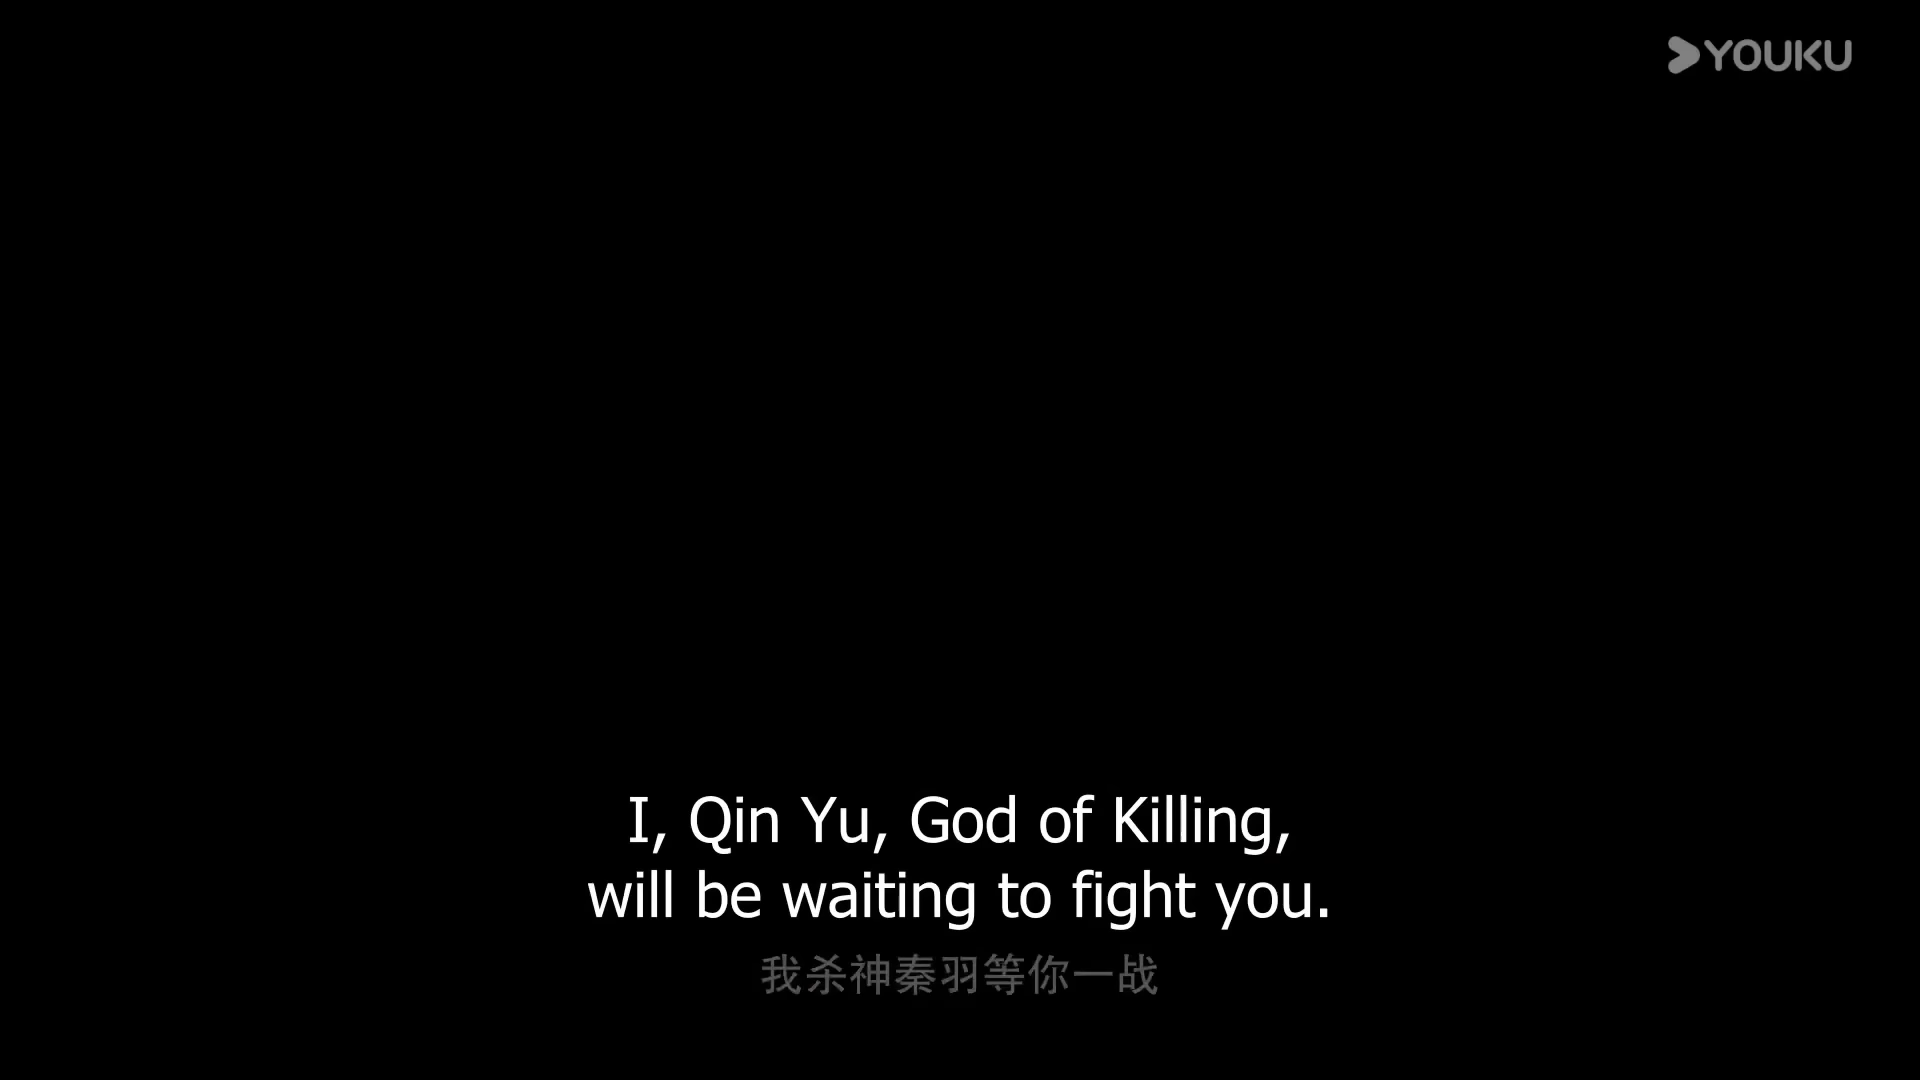 YOUKU
I, Qin Yu, God of Killing,
will be waiting to fight you.
我杀神秦羽等你一战